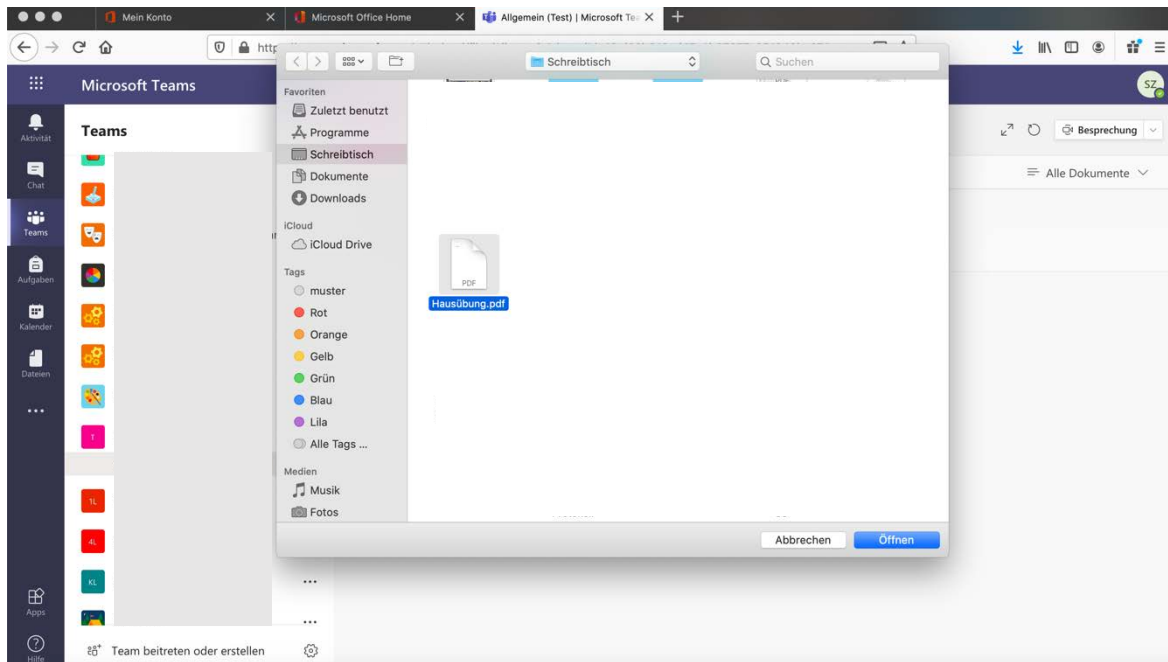 Mein Konto
Microsoft Office Home
Allgemein (Test) | Microsoft Te
http
Schreibtisch
Suchen
Microsoft Teams
SZ
Aktivität
Chat
Teams
Aufgaben
Kalender
Dateien
Apps
Hilfe
Teams
T
1L
4L
KL
Team beitreten oder erstellen
Favoriten
Zuletzt benutzt
Programme
Schreibtisch
Dokumente
Downloads
iCloud
iCloud Drive
Tags
muster
Rot
Orange
Gelb
Grün
Blau
Lila
Alle Tags ...
Medien
Musik
Fotos
PDF
Hausübung.pdf
Abbrechen
Öffnen
Besprechung
Alle Dokumente